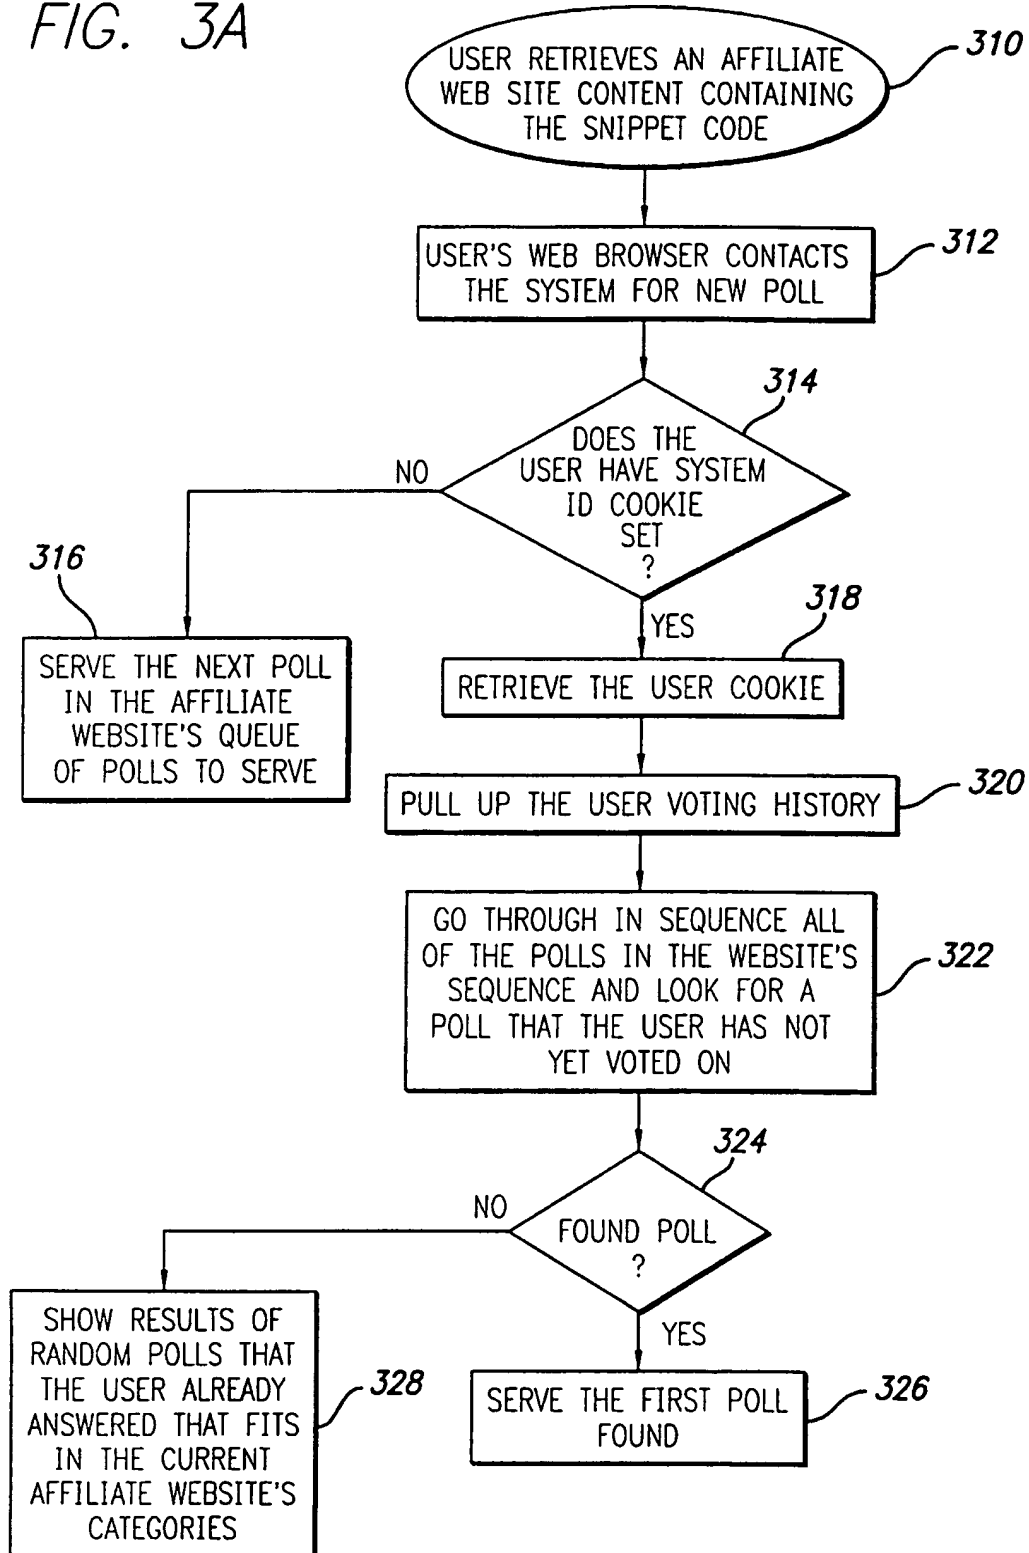 FIG. 3A
USER RETRIEVES AN AFFILIATE
WEB SITE CONTENT CONTAINING
THE SNIPPET CODE
310
USER'S WEB BROWSER CONTACTS
THE SYSTEM FOR NEW POLL
312
314
DOES THE
USER HAVE SYSTEM
ID COOKIE
SET
?
NO
316
SERVE THE NEXT POLL
IN THE AFFILIATE
WEBSITE'S QUEUE
OF POLLS TO SERVE
YES
318
RETRIEVE THE USER COOKIE
PULL UP THE USER VOTING HISTORY
320
GO THROUGH IN SEQUENCE ALL
OF THE POLLS IN THE WEBSITE'S
SEQUENCE AND LOOK FOR A
POLL THAT THE USER HAS NOT
YET VOTED ON
322
324
FOUND POLL
?
NO
SHOW RESULTS OF
RANDOM POLLS THAT
THE USER ALREADY
ANSWERED THAT FITS
IN THE CURRENT
AFFILIATE WEBSITE'S
CATEGORIES
328
YES
SERVE THE FIRST POLL
FOUND
326